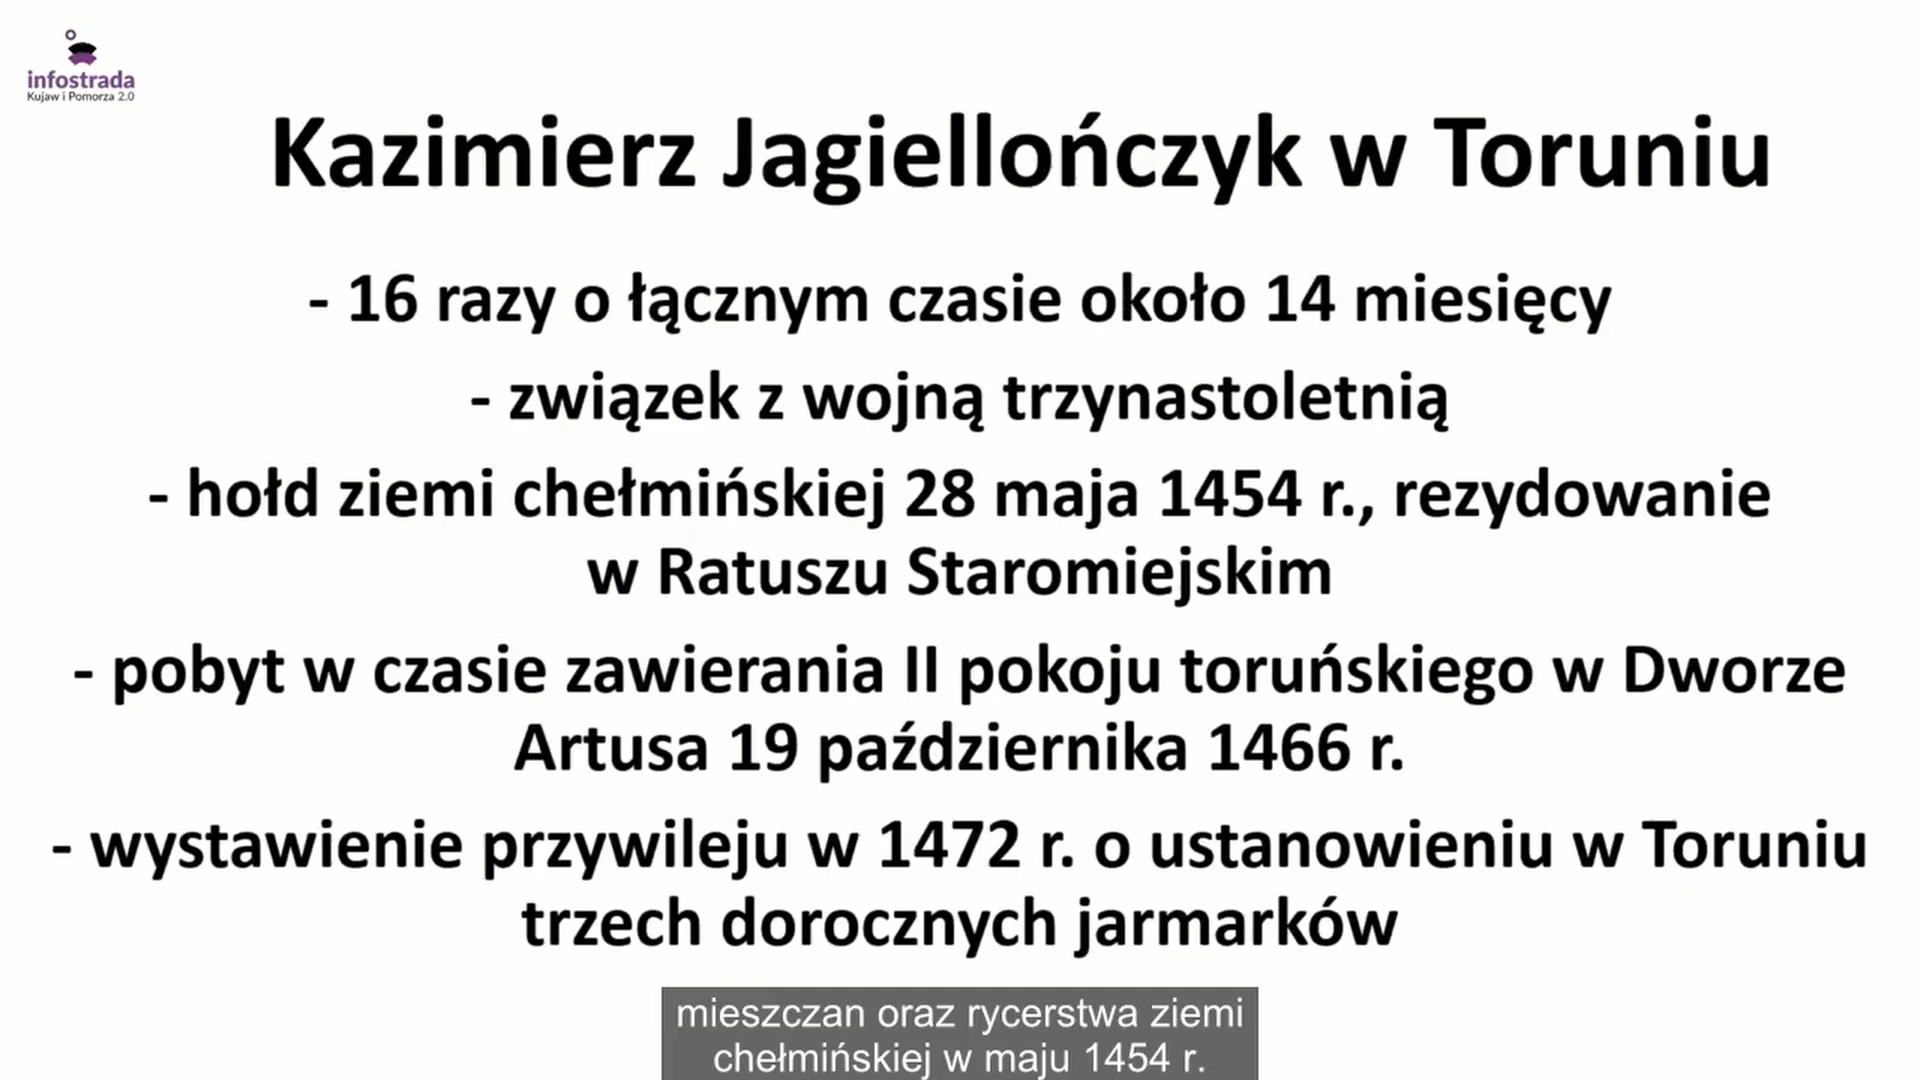 infostrada
Kujaw i Pomorza 2.0
Kazimierz Jagiellończyk w Toruniu
- 16 razy o łącznym czasie około 14 miesięcy
- związek z wojną trzynastoletnią
- hołd ziemi chełmińskiej 28 maja 1454 r., rezydowanie
w Ratuszu Staromiejskim
- pobyt w czasie zawierania II pokoju toruńskiego w Dworze
Artusa 19 października 1466 r.
- wystawienie przywileju w 1472 r. o ustanowieniu w Toruniu
trzech dorocznych jarmarków
mieszczan oraz rycerstwa ziemi
chełmińskiej w maju 1454 r.